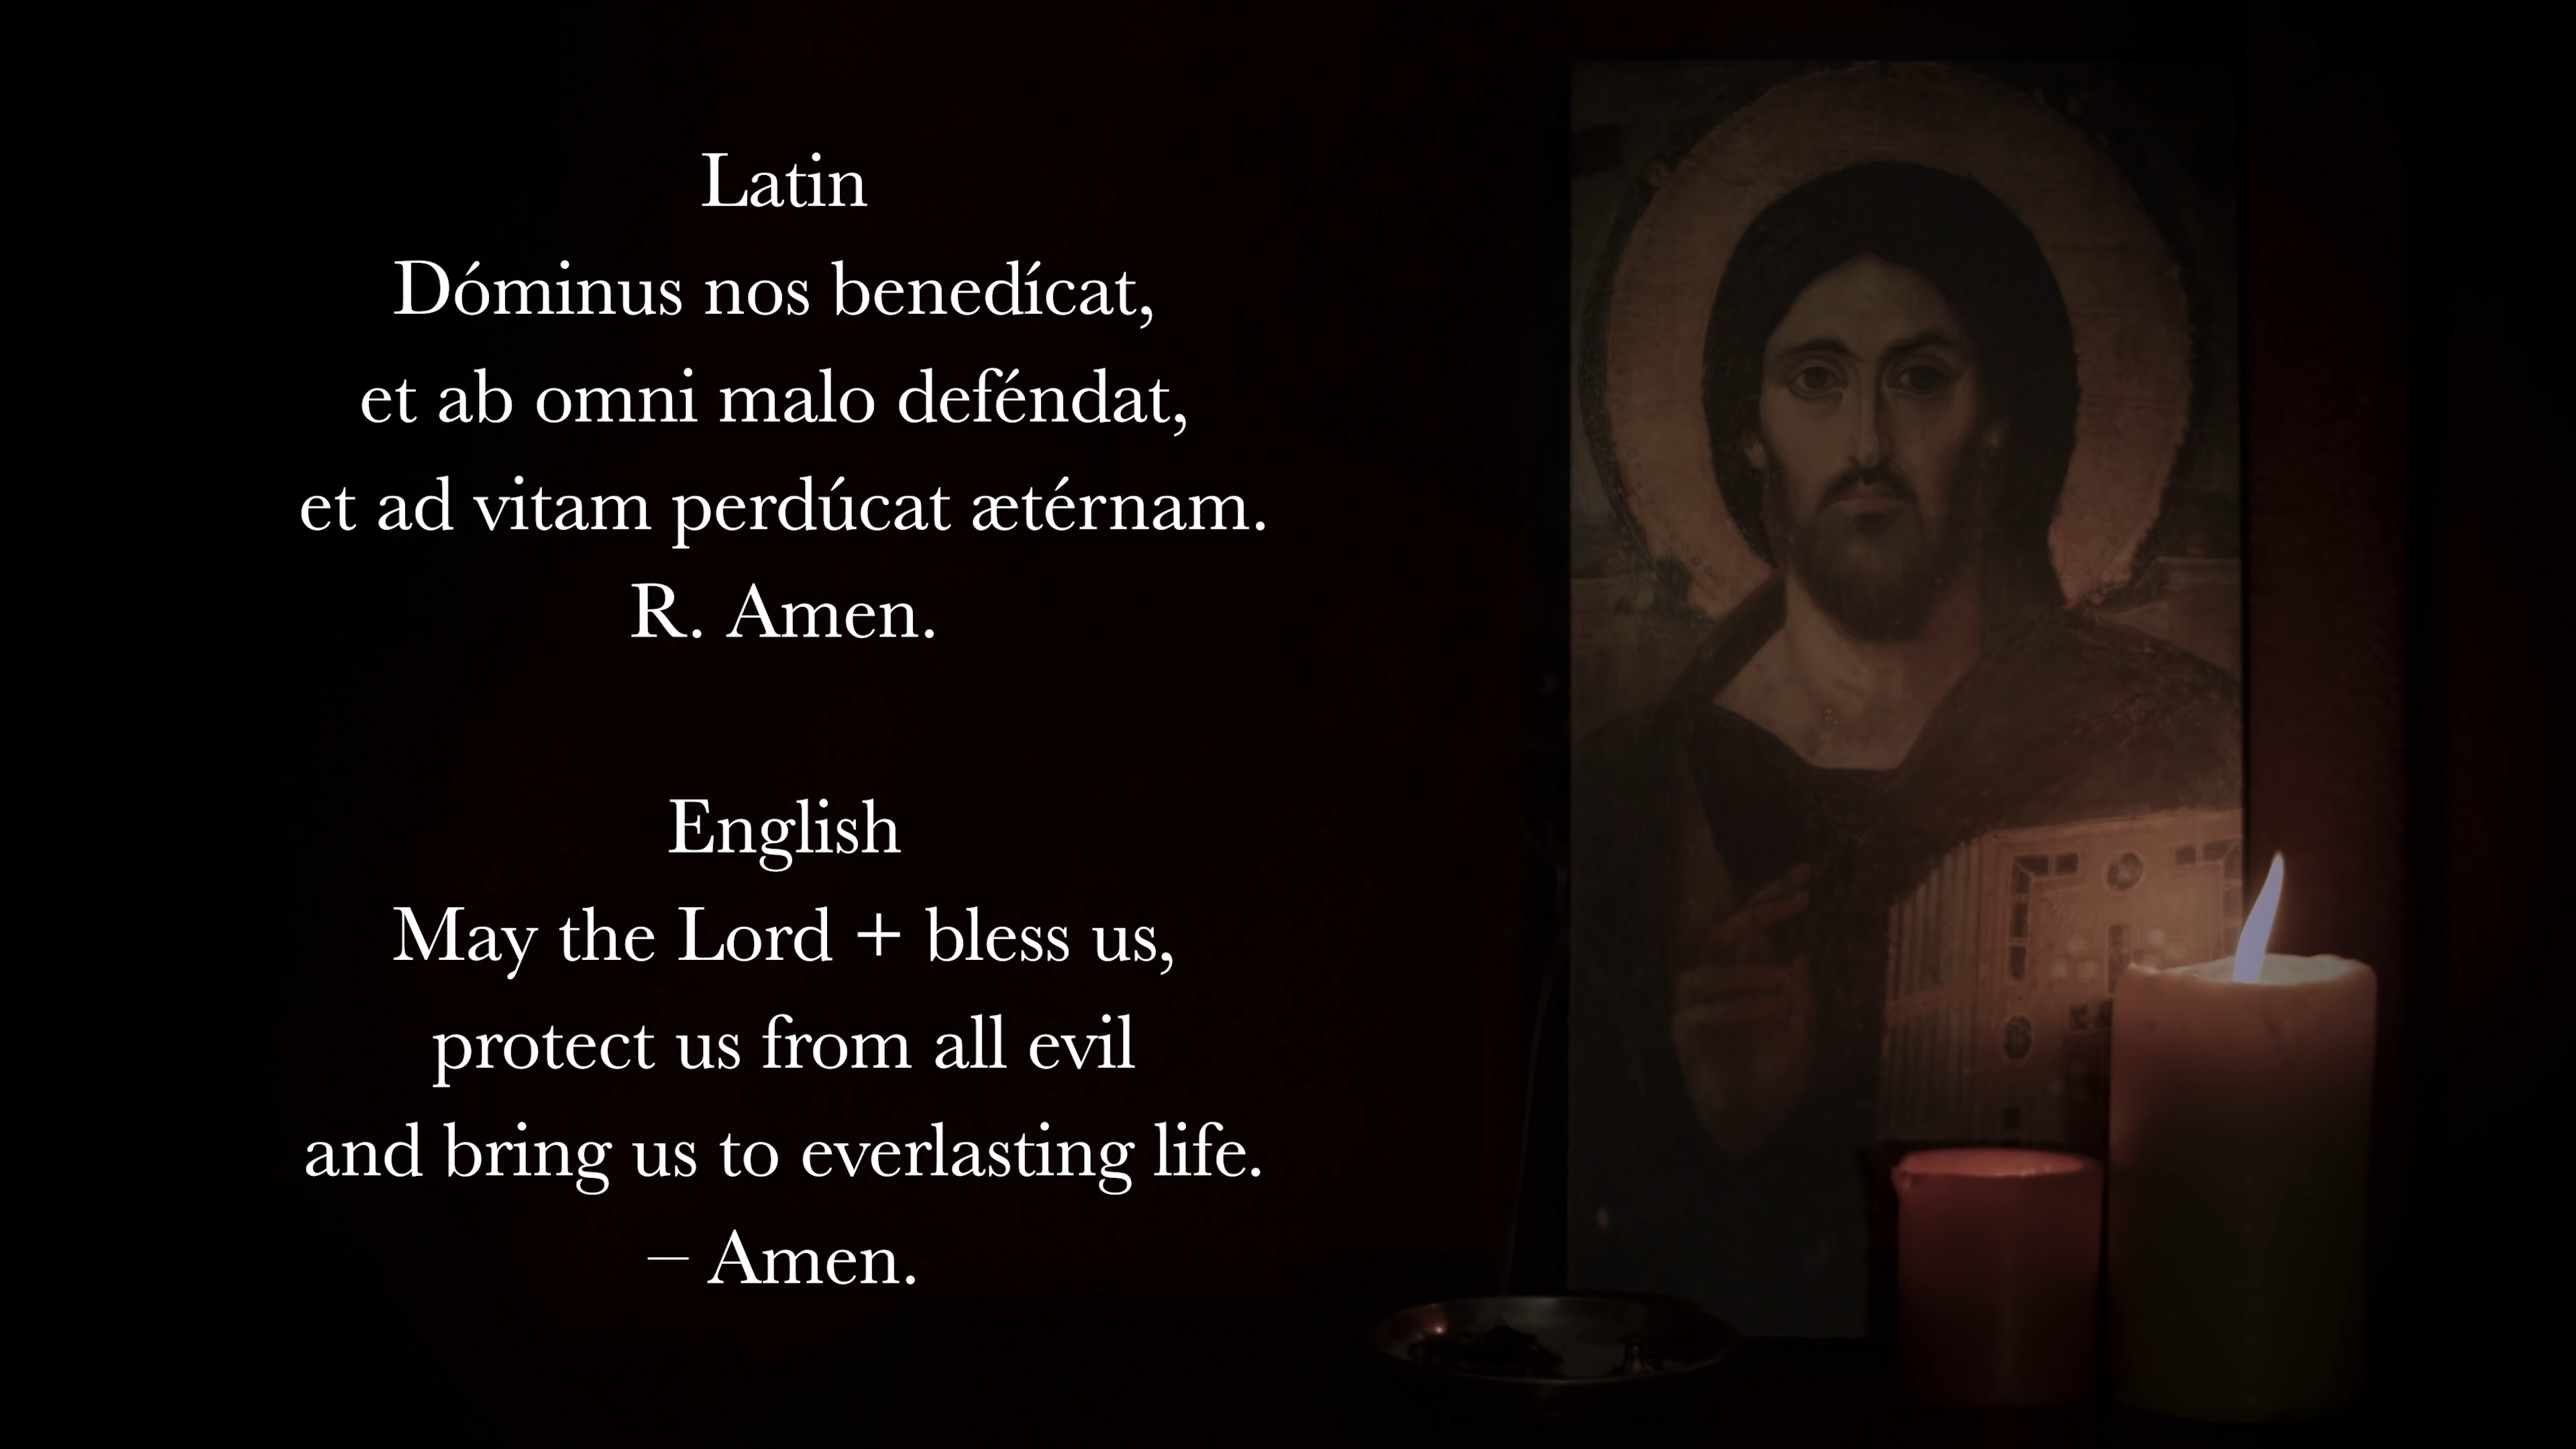 Latin
Dóminus nos benedícat,
et ab omni malo deféndat,
et ad vitam perdúcat ætérnam.
R. Amen.
English
May the Lord + bless us,
protect us from all evil
and bring us to everlasting life.
– Amen.